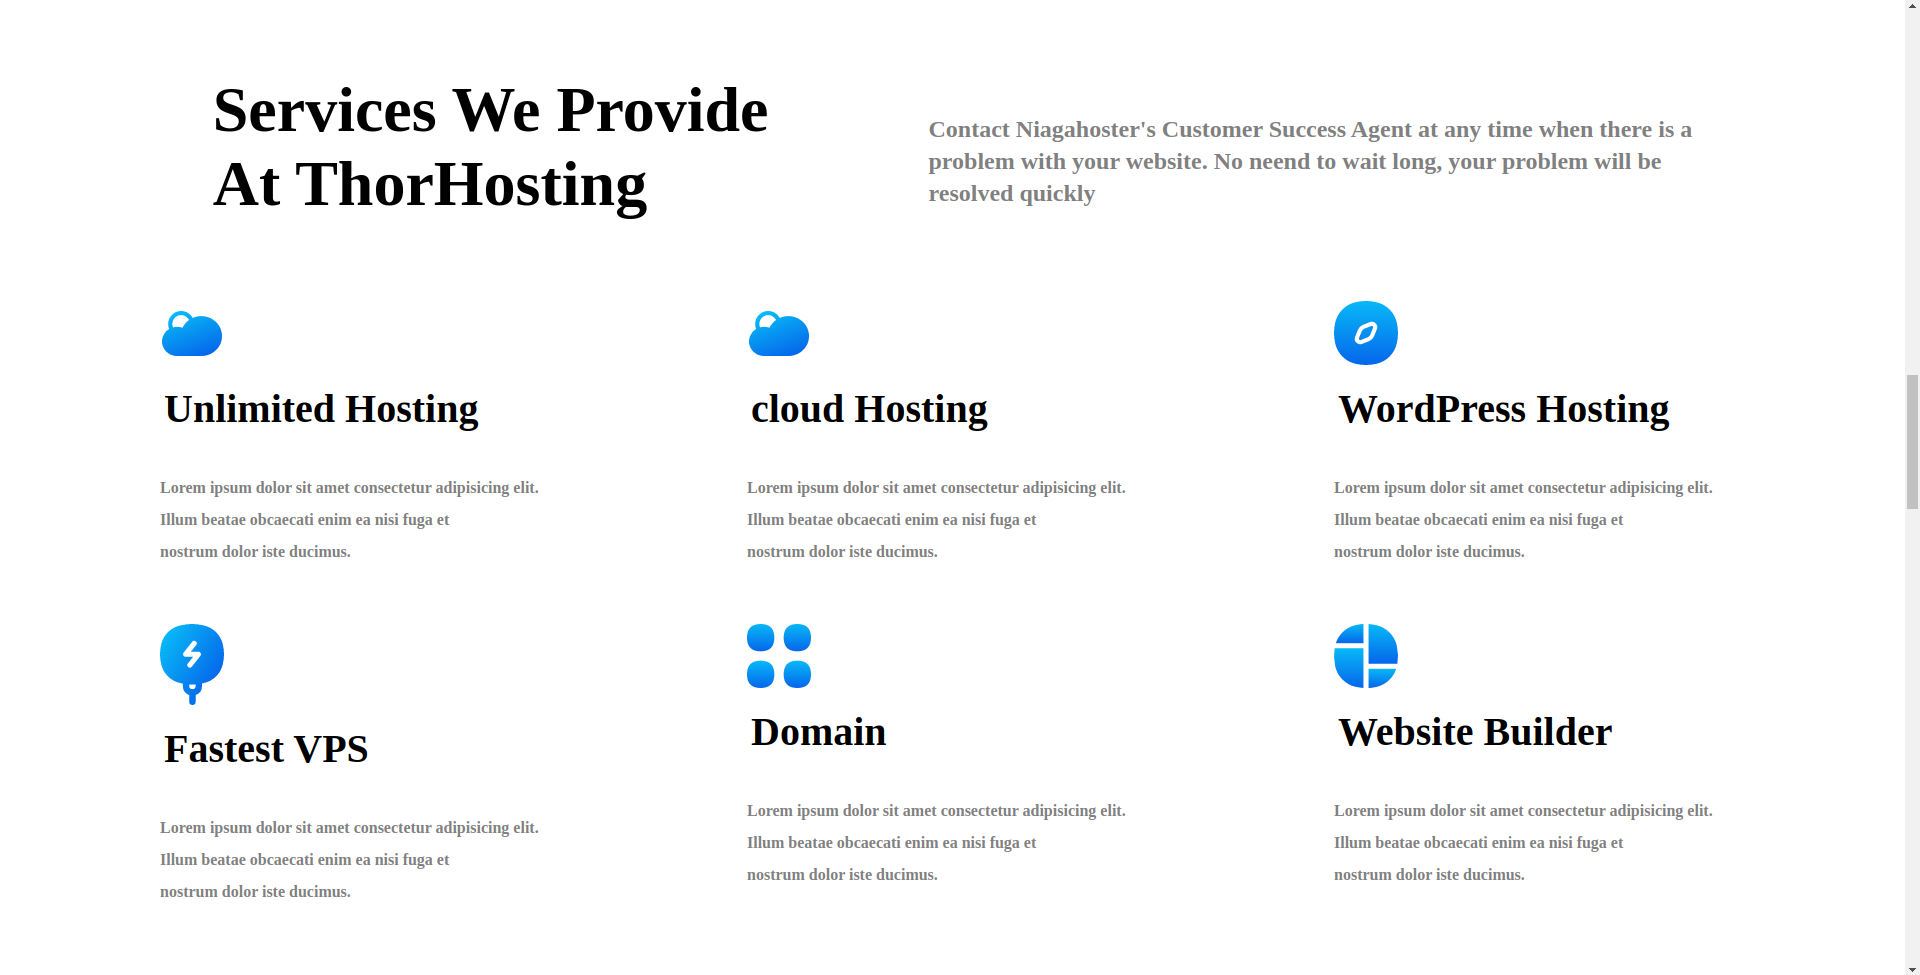 Services We Provide
At ThorHosting
Contact Niagahoster's Customer Success Agent at any time when there is a
problem with your website. No neend to wait long, your problem will be
resolved quickly
Unlimited Hosting
Lorem ipsum dolor sit amet consectetur adipisicing elit.
Illum beatae obcaecati enim ea nisi fuga et
nostrum dolor iste ducimus.
cloud Hosting
Lorem ipsum dolor sit amet consectetur adipisicing elit.
Illum beatae obcaecati enim ea nisi fuga et
nostrum dolor iste ducimus.
WordPress Hosting
Lorem ipsum dolor sit amet consectetur adipisicing elit.
Illum beatae obcaecati enim ea nisi fuga et
nostrum dolor iste ducimus.
Fastest VPS
Lorem ipsum dolor sit amet consectetur adipisicing elit.
Illum beatae obcaecati enim ea nisi fuga et
nostrum dolor iste ducimus.
Domain
Lorem ipsum dolor sit amet consectetur adipisicing elit.
Illum beatae obcaecati enim ea nisi fuga et
nostrum dolor iste ducimus.
Website Builder
Lorem ipsum dolor sit amet consectetur adipisicing elit.
Illum beatae obcaecati enim ea nisi fuga et
nostrum dolor iste ducimus.